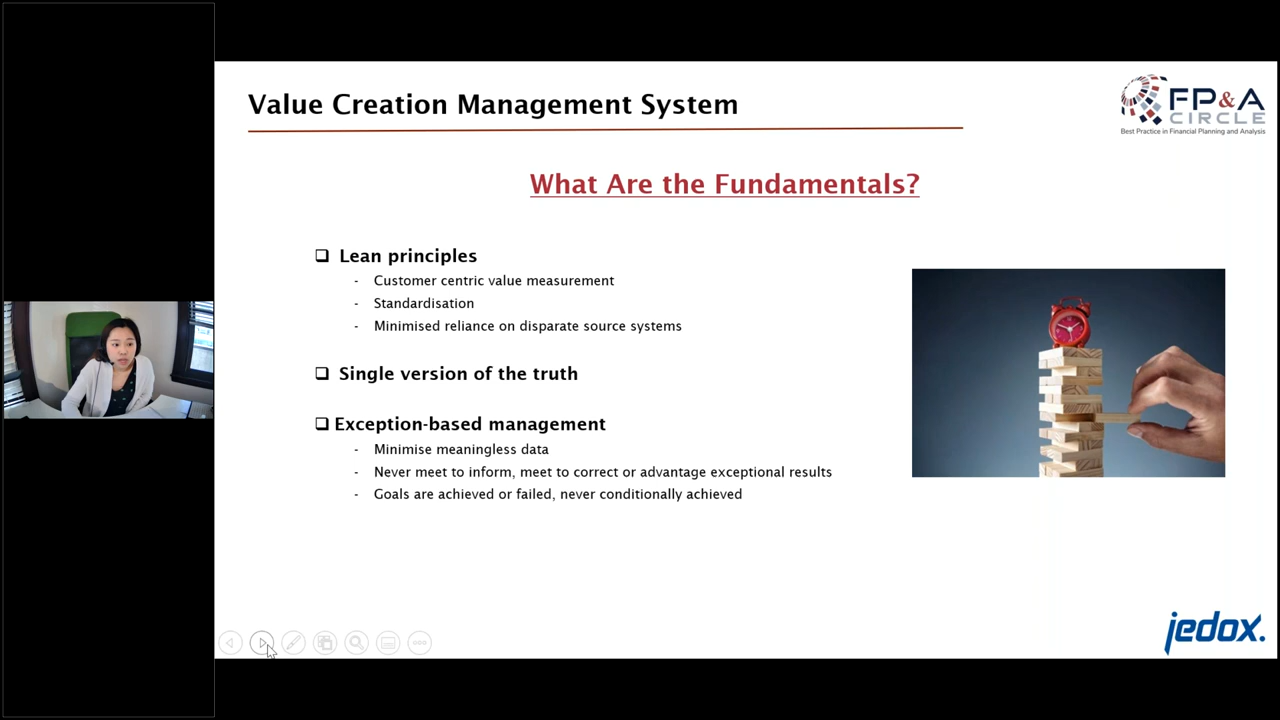 Value Creation Management System
FP&A
CIRCLE
Best Practice in Financial Planning and Analysis
What Are the Fundamentals?
❑ Lean principles
- Customer centric value measurement
- Standardisation
- Minimised reliance on disparate source systems
❑ Single version of the truth
❑ Exception-based management
- Minimise meaningless data
- Never meet to inform, meet to correct or advantage exceptional results
- Goals are achieved or failed, never conditionally achieved
jedox.